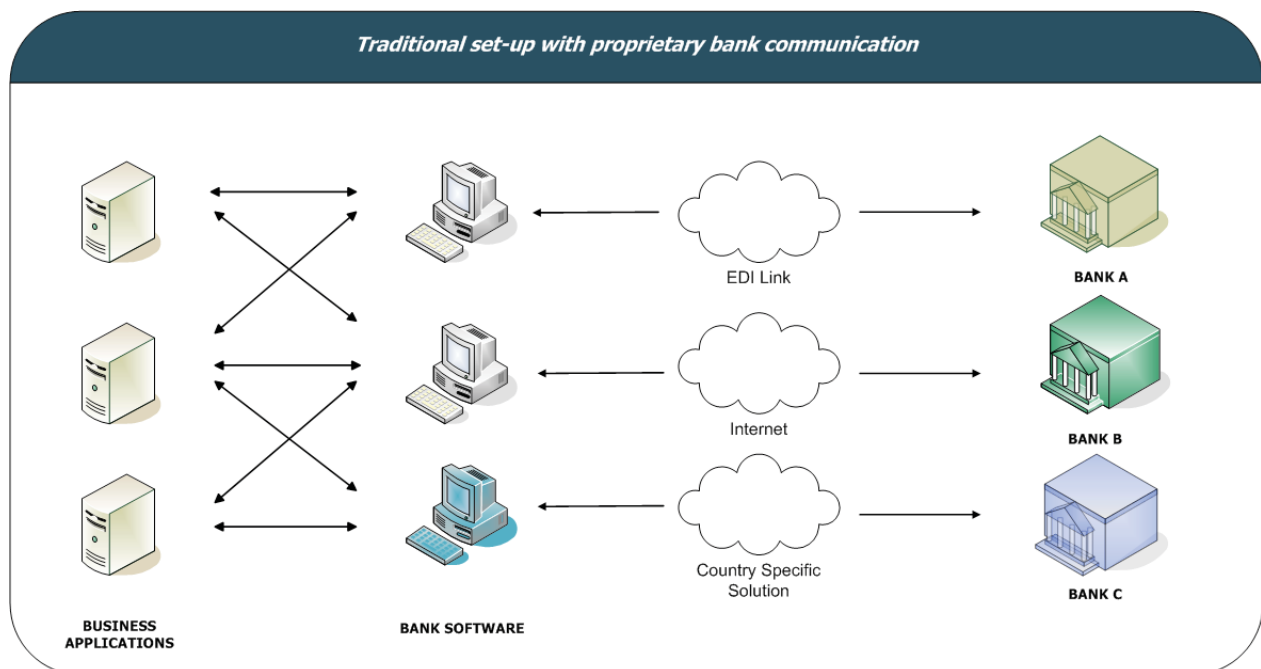 Traditional set-up with proprietary bank communication
EDI Link
BANK A
Internet
BANK B
Country Specific
Solution
BANK C
BUSINESS
APPLICATIONS
BANK SOFTWARE